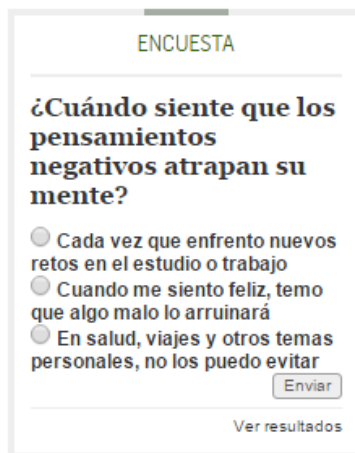 ENCUESTA
¿Cuándo siente que los
pensamientos
negativos atrapan su
mente?
Cada vez que enfrento nuevos
retos en el estudio o trabajo
Cuando me siento feliz, temo
que algo malo lo arruinará
En salud, viajes y otros temas
personales, no los puedo evitar
Enviar
Ver resultados